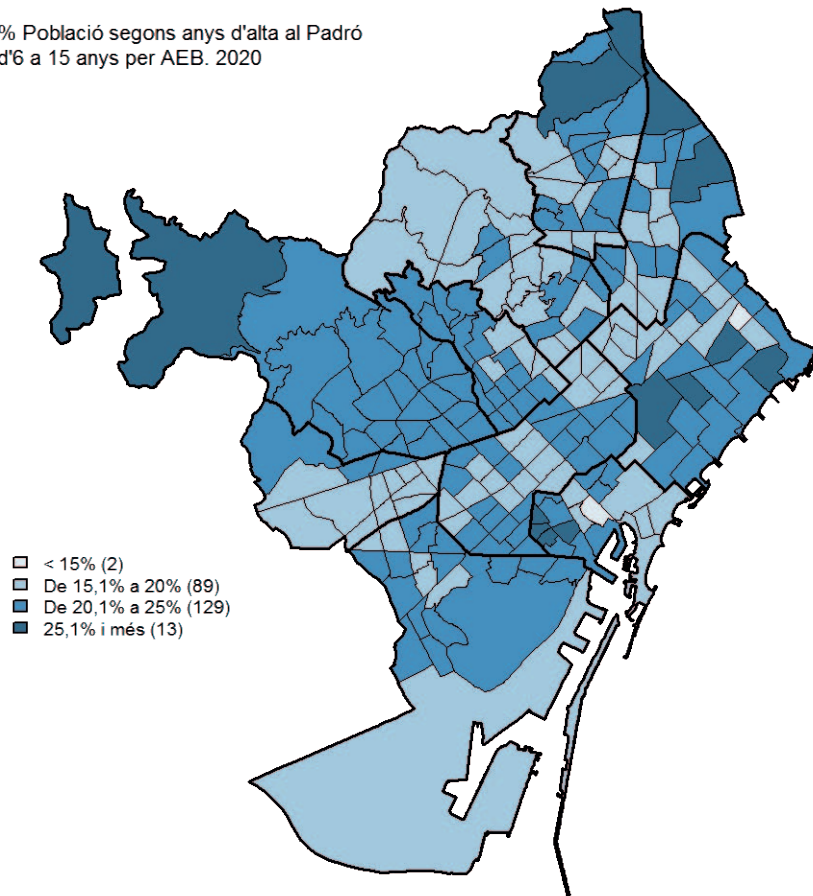 % Població segons anys d'alta al Padró
d'6 a 15 anys per AEB. 2020
< 15% (2)
De 15,1% a 20% (89)
De 20,1% a 25% (129)
25,1% i més (13)